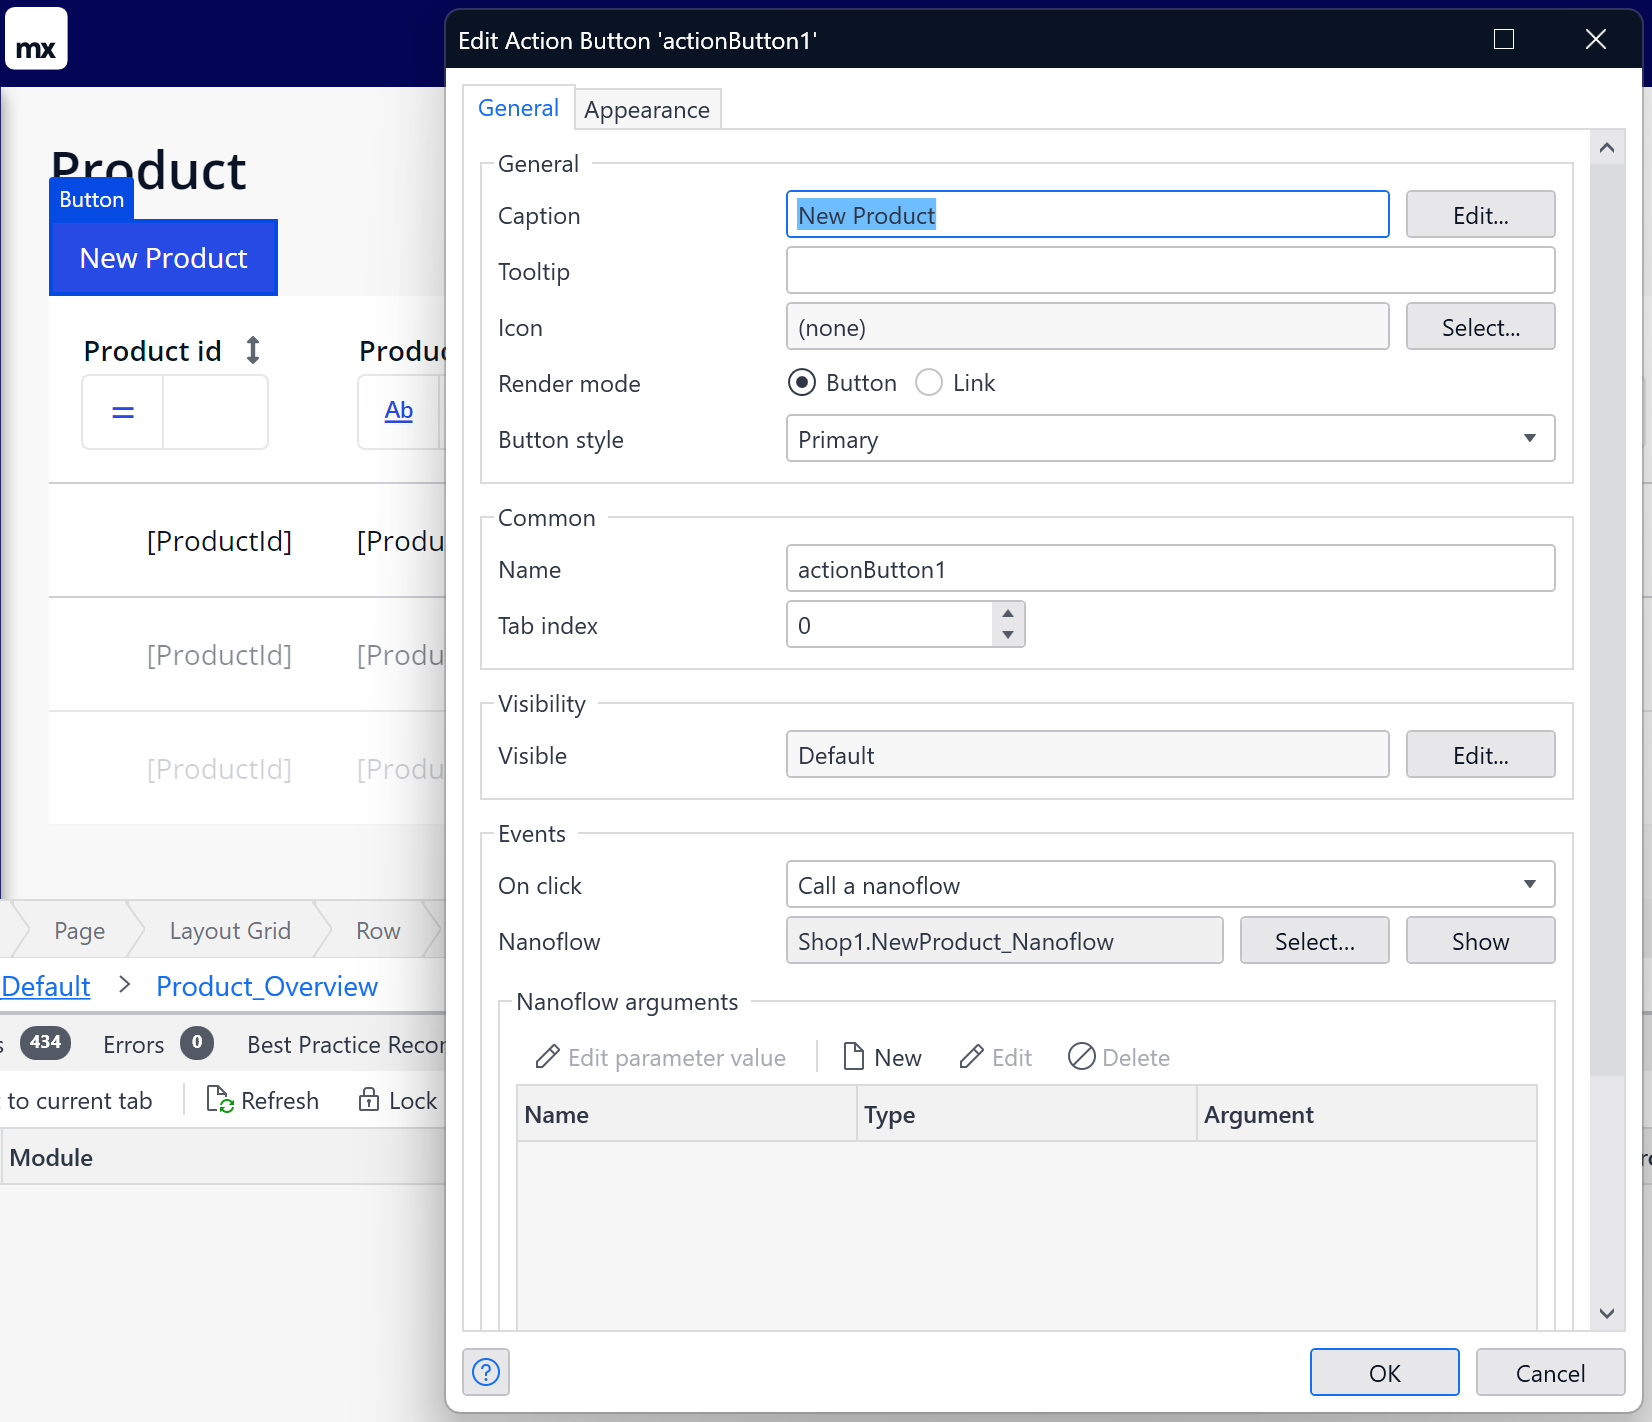 mx
Edit Action Button 'actionButton1'
General
Appearance
Product
Button
New Product
Product id
Produc
Ab
[ProductId]
[Produ
[ProductId]
[Produ
[ProductId]
[Produ
Page
Layout Grid
Row
Default
Product_Overview
434
Errors
0
Best Practice Recor
to current tab
Refresh
Lock
Module
General
Caption
New Product
Edit...
Tooltip
Icon
(none)
Select...
Render mode
Button
Link
Button style
Primary
Common
Name
actionButton1
Tab index
0
Visibility
Visible
Default
Edit...
Events
On click
Call a nanoflow
Nanoflow
Shop1.NewProduct_Nanoflow
Select...
Show
Nanoflow arguments
Edit parameter value
New
Edit
Delete
Name
Type
Argument
OK
Cancel